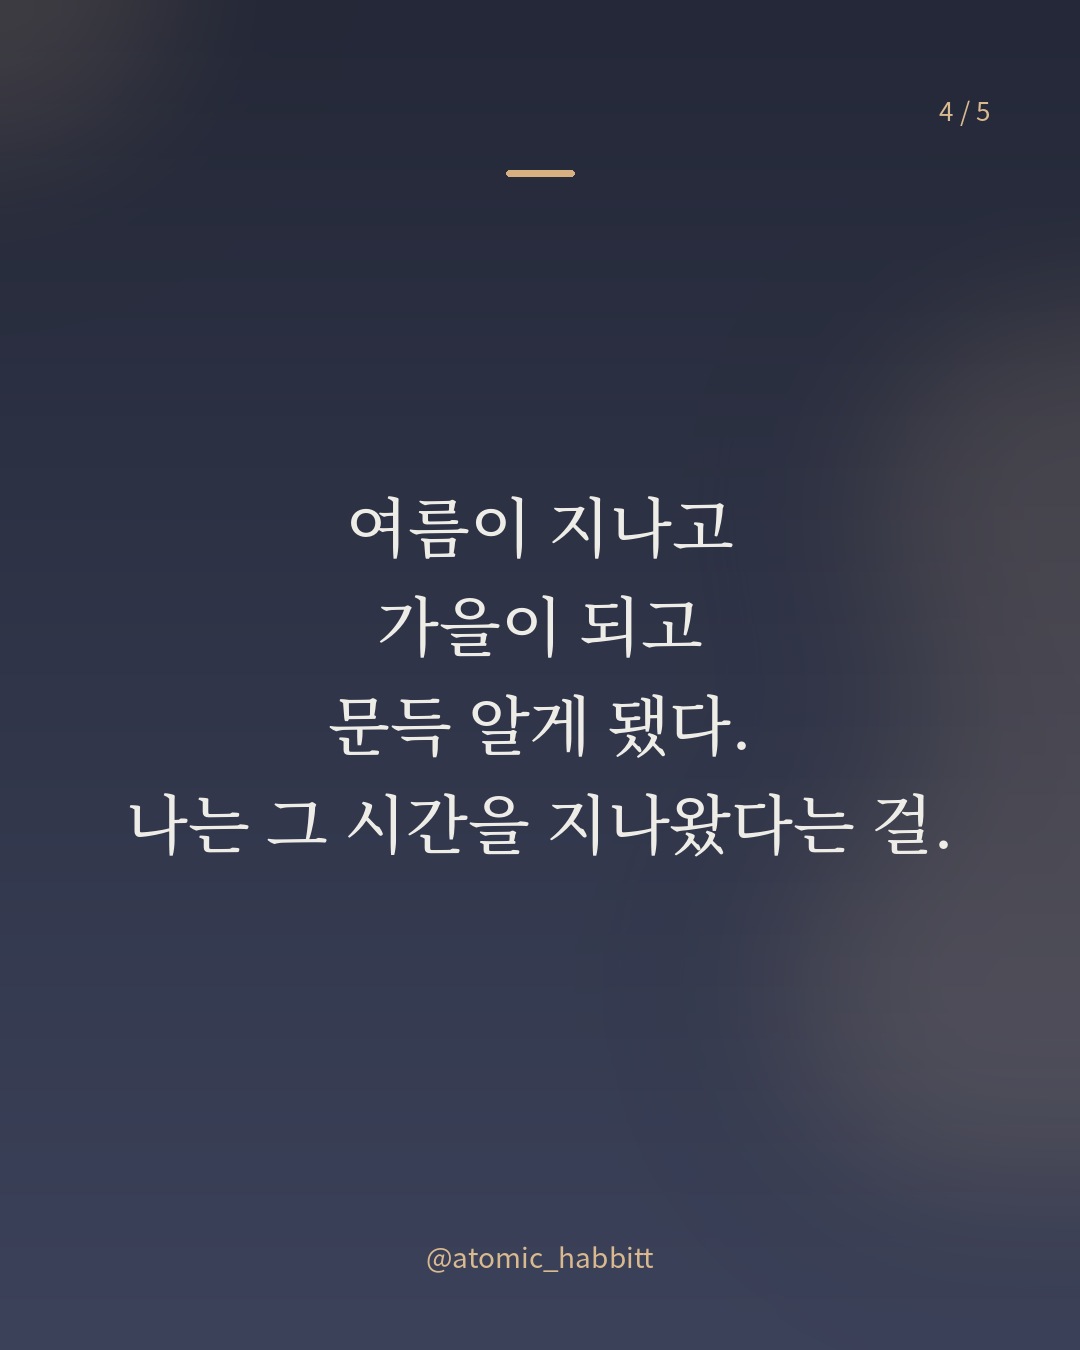 4 / 5
여름이 지나고
가을이 되고
문득 알게 됐다.
나는 그 시간을 지나왔다는 걸.
@atomic_habbitt